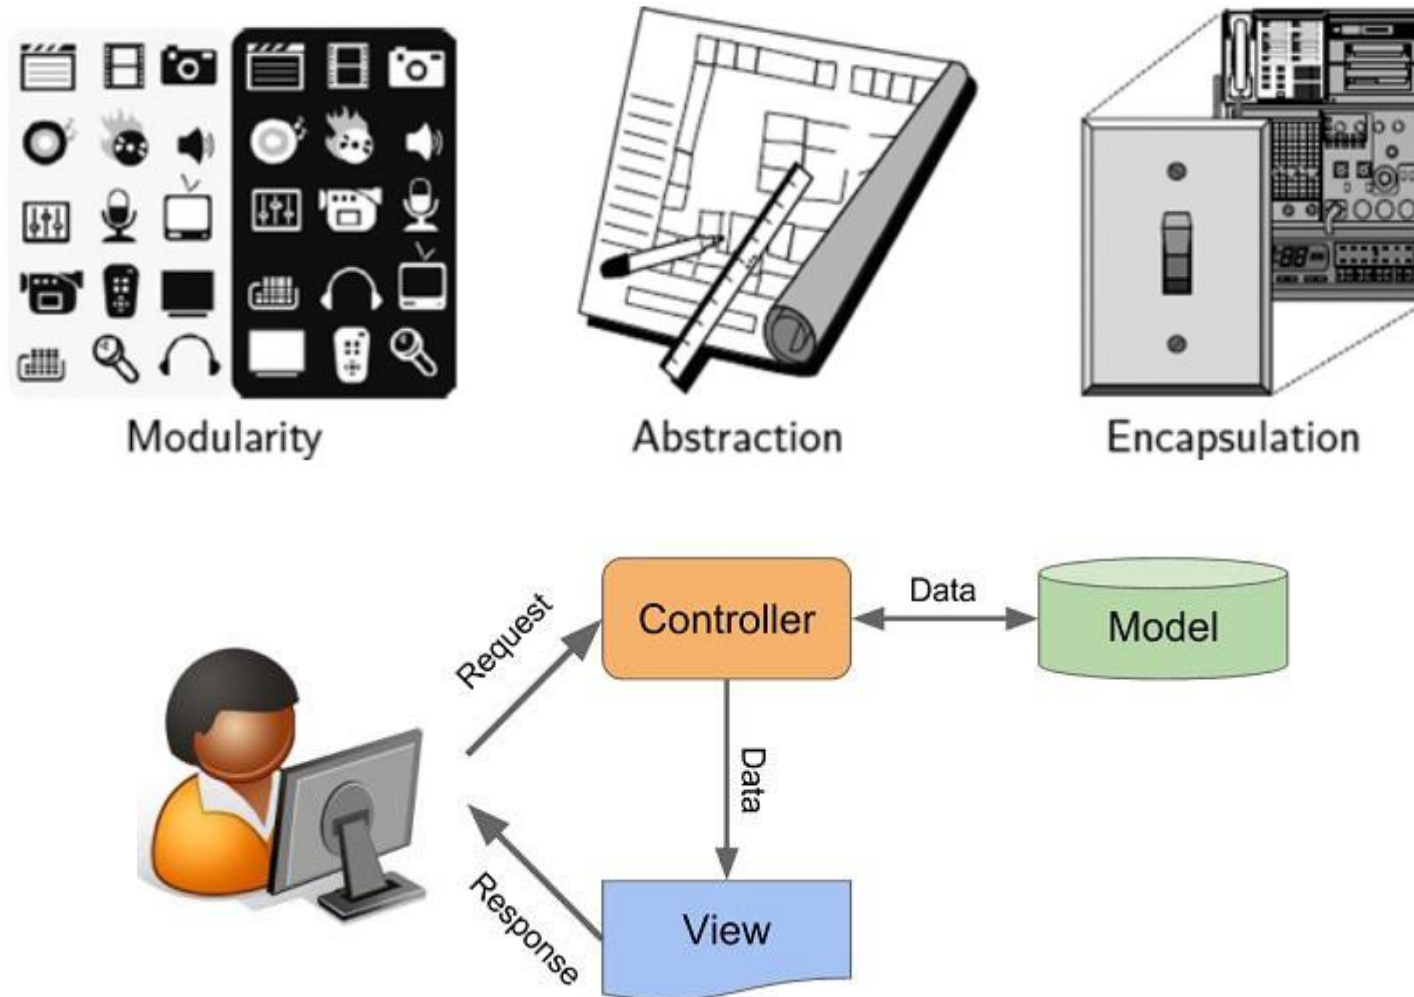 Modularity
Abstraction
Encapsulation
Request
Controller
Data
Model
Data
Response
View